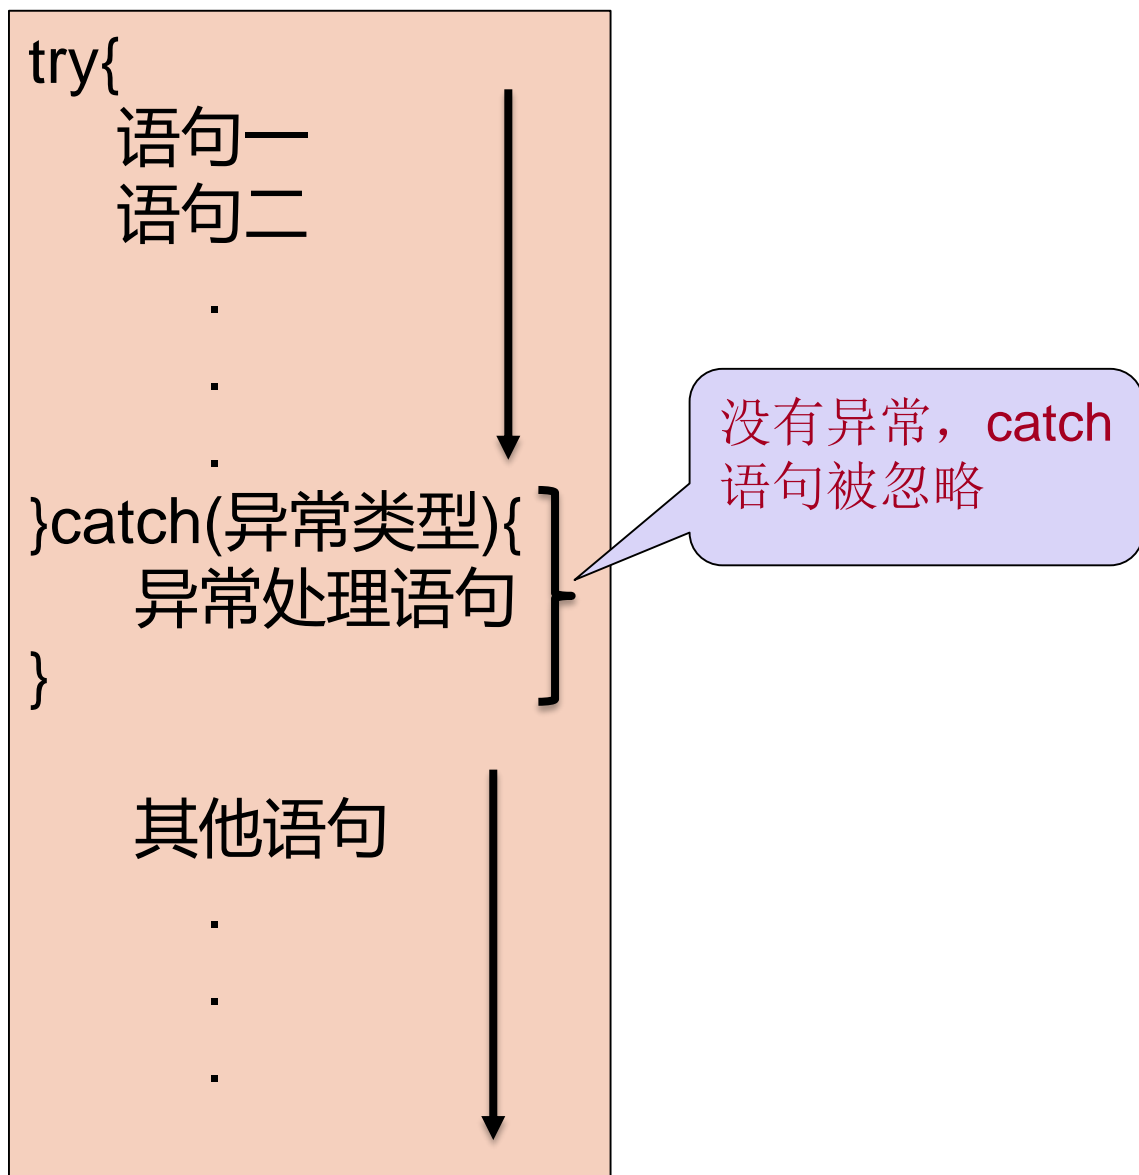 try{
语句一
语句二
.
.
.
}catch(异常类型){
异常处理语句
}
其他语句
.
.
.
没有异常，catch
语句被忽略